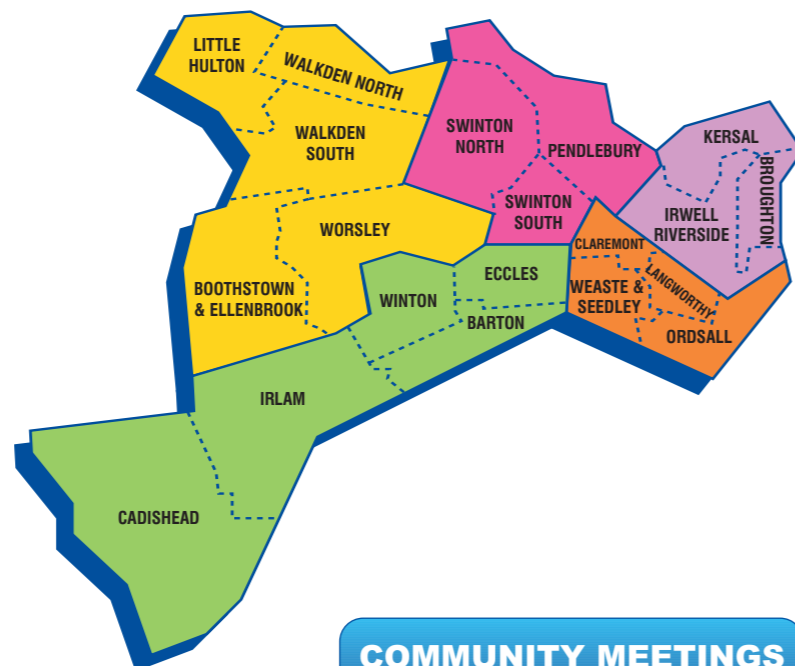 LITTLE
HULTON
WALKDEN NORTH
WALKDEN
SOUTH
SWINTON
NORTH
PENDLEBURY
KERSAL
BROUGHTON
SWINTON
SOUTH
IRWELL
RIVERSIDE
WORSLEY
CLAREMONT
BOOTHSTOWN
& ELLENBROOK
WINTON
ECCLES
WEASTE &
SEEDLEY
LANGWORTHY
BARTON
ORDSALL
IRLAM
CADISHEAD
COMMUNITY MEETINGS